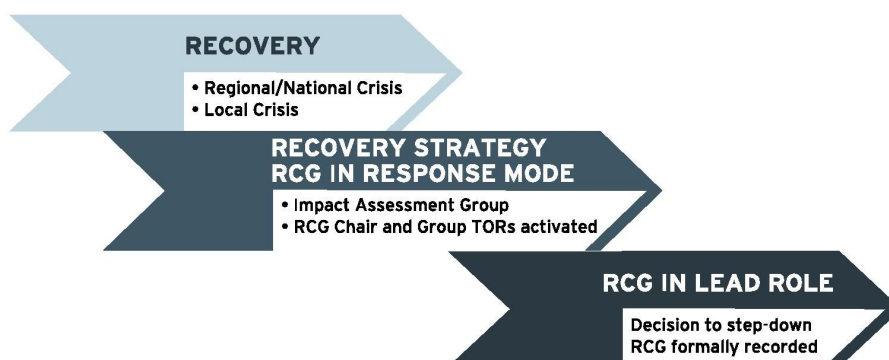 RECOVERY
• Regional/National Crisis
• Local Crisis
RECOVERY STRATEGY
RCG IN RESPONSE MODE
• Impact Assessment Group
• RCG Chair and Group TORs activated
RCG IN LEAD ROLE
Decision to step-down
RCG formally recorded